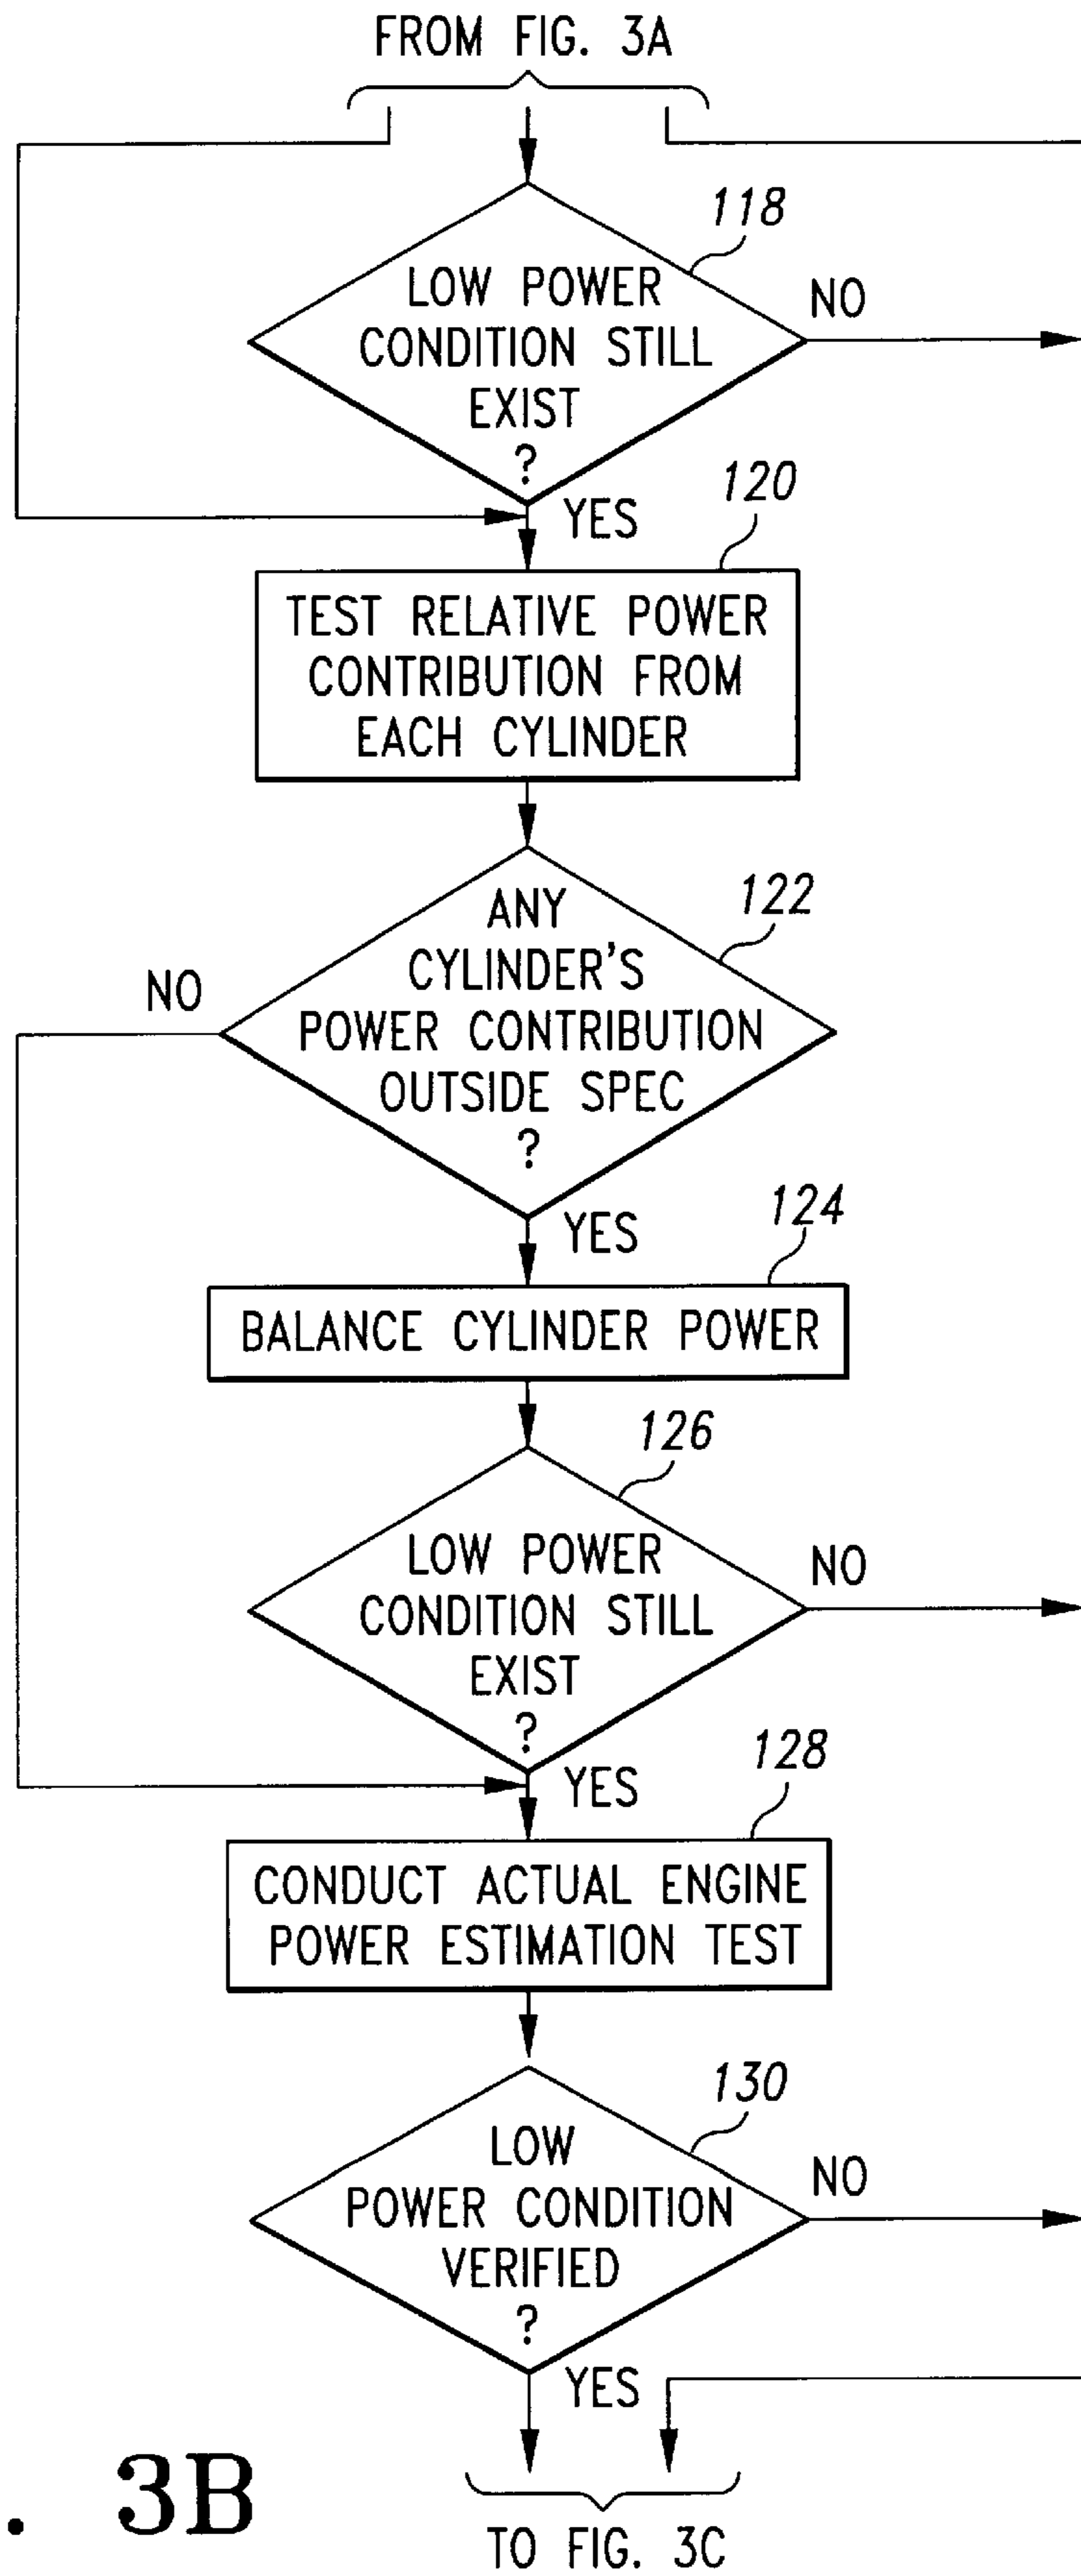 FROM FIG. 3A
118
LOW POWER
CONDITION STILL
EXIST
?
NO
YES
120
TEST RELATIVE POWER
CONTRIBUTION FROM
EACH CYLINDER
122
ANY
CYLINDER'S
POWER CONTRIBUTION
OUTSIDE SPEC
?
NO
YES
124
BALANCE CYLINDER POWER
126
LOW POWER
CONDITION STILL
EXIST
?
NO
YES
128
CONDUCT ACTUAL ENGINE
POWER ESTIMATION TEST
130
LOW
POWER CONDITION
VERIFIED
?
NO
YES
. 3B
TO FIG. 3C